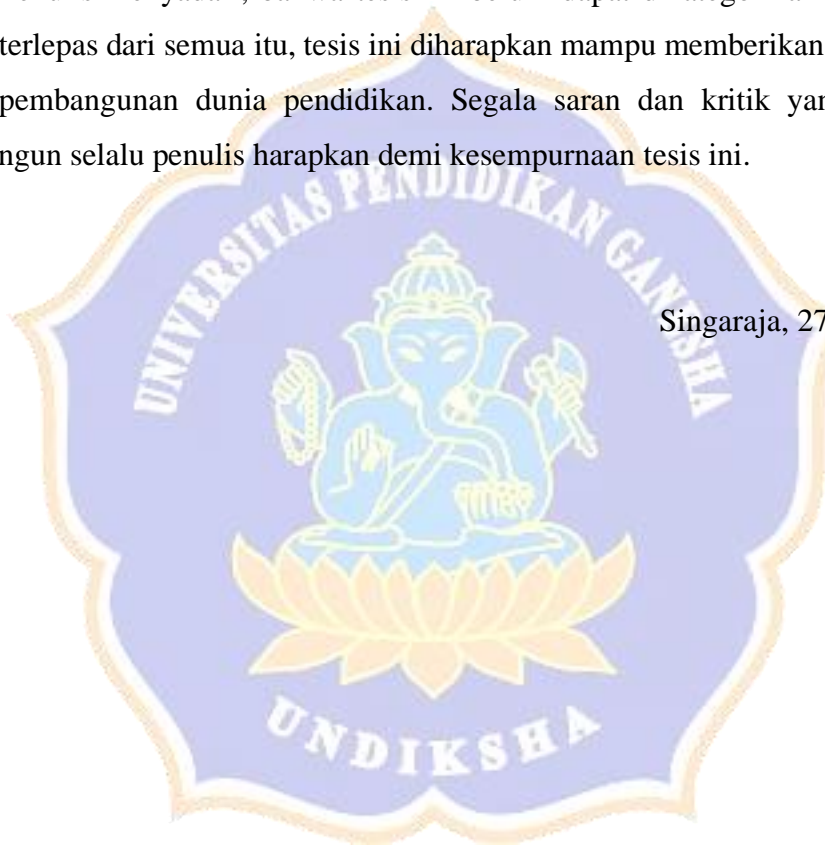 terlepas dari semua itu, tesis ini diharapkan mampu memberikan
pembangunan dunia pendidikan. Segala saran dan kritik
ngun selalu penulis harapkan demi kesempurnaan tesis ini.
UNIVERSITAS PENDIDIKAN GANESHA
Singaraja, 27
UNDIKSHA